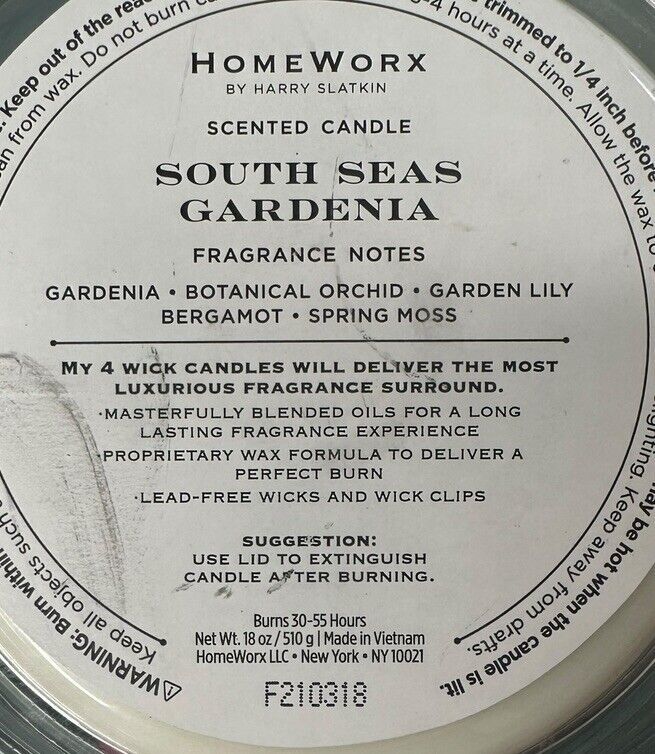 HOMEWORX
BY HARRY SLATKIN
SCENTED CANDLE
SOUTH SEAS
GARDENIA
FRAGRANCE NOTES
GARDENIA • BOTANICAL ORCHID • GARDEN LILY
BERGAMOT • SPRING MOSS
MY 4 WICK CANDLES WILL DELIVER THE MOST
LUXURIOUS FRAGRANCE SURROUND.
·MASTERFULLY BLENDED OILS FOR A LONG
LASTING FRAGRANCE EXPERIENCE
·PROPRIETARY WAX FORMULA TO DELIVER A
PERFECT BURN
·LEAD-FREE WICKS AND WICK CLIPS
SUGGESTION:
USE LID TO EXTINGUISH
CANDLE AFTER BURNING.
Burns 30-55 Hours
Net Wt. 18 oz / 510 g | Made in Vietnam
HomeWorx LLC • New York • NY 10021
F210318
⚠WARNING: Burn within
Keep all objects such
Keep out of the
from wax. Do not burn
trimmed to 1/4 inch before
4 hours at a time. Allow the wax to
may be hot when the candle is lit.
Keep away from drafts.